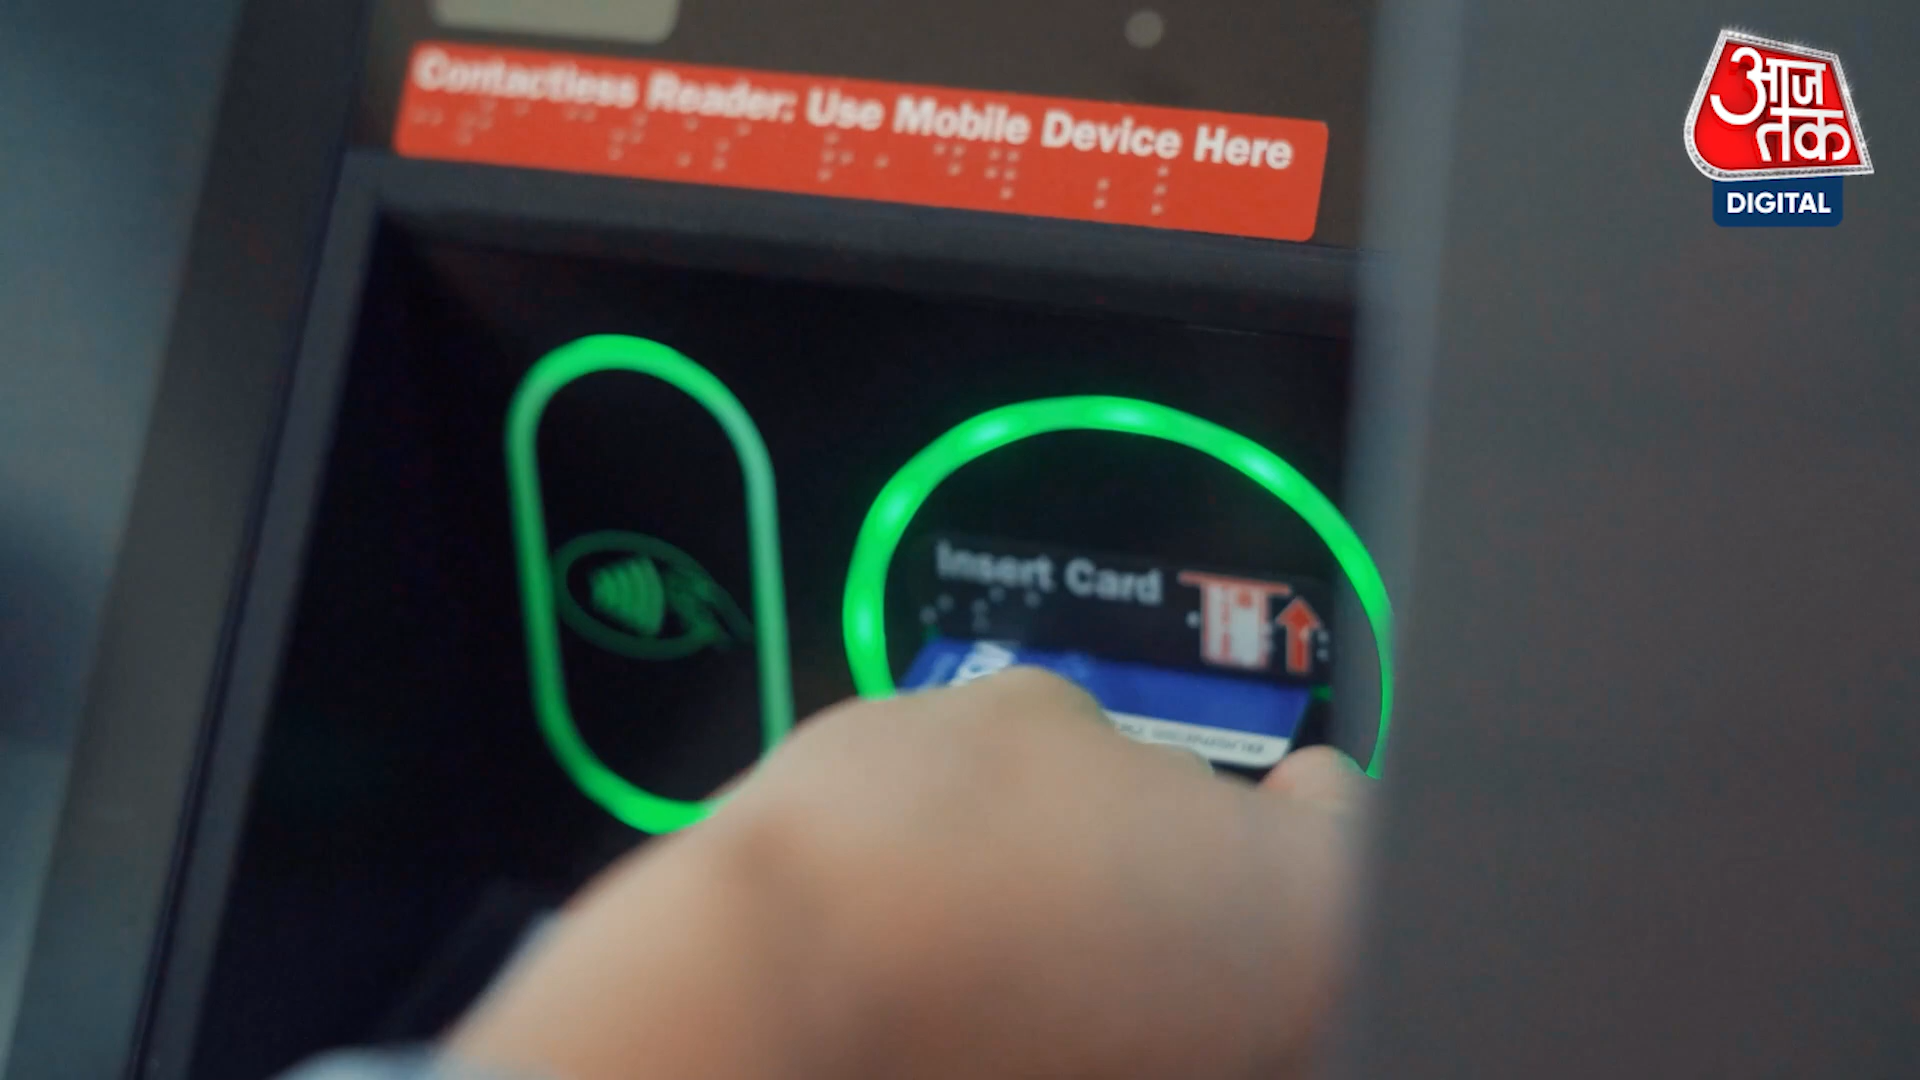 Contactless Reader: Use Mobile Device Here
आज
तक
DIGITAL
Insert Card